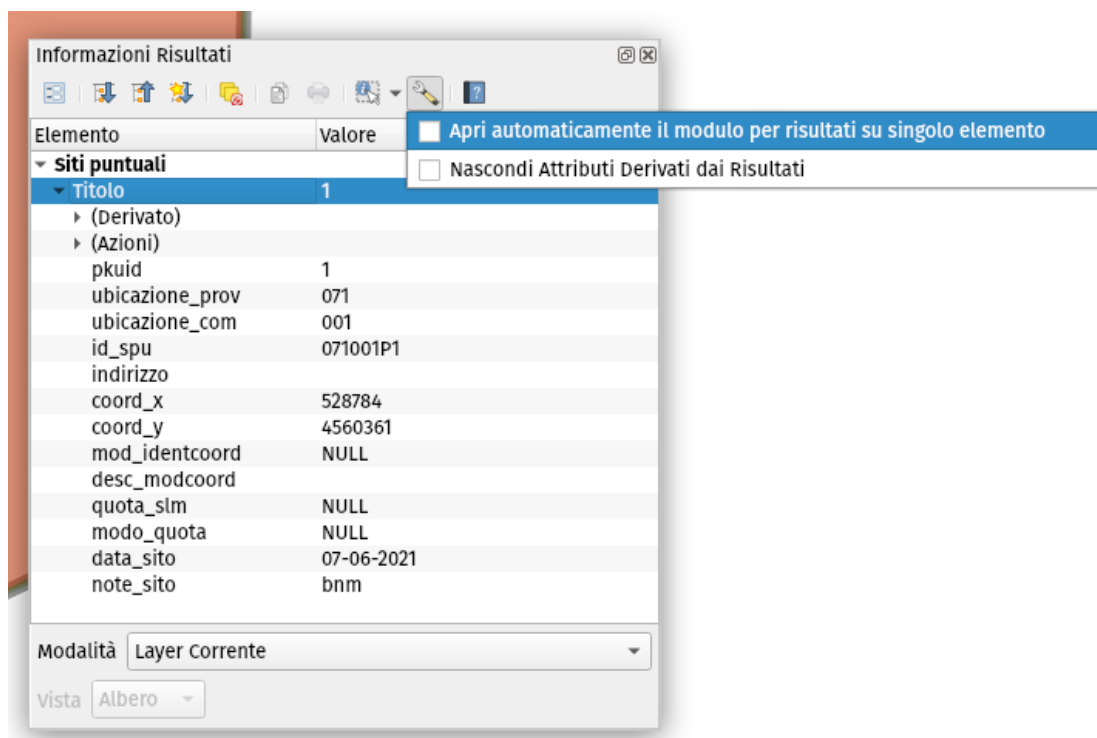 Informazioni Risultati
Elemento Valore
Apri automaticamente il modulo per risultati su singolo elemento
Nascondi Attributi Derivati dai Risultati
Siti puntuali
Titolo 1
(Derivato)
(Azioni)
pkuid 1
ubicazione_prov 071
ubicazione_com 001
id_spu 071001P1
indirizzo
coord_x 528784
coord_y 4560361
mod_identcoord NULL
desc_modcoord
quota_slm NULL
modo_quota NULL
data_sito 07-06-2021
note_sito bnm
Modalità Layer Corrente
Vista Albero